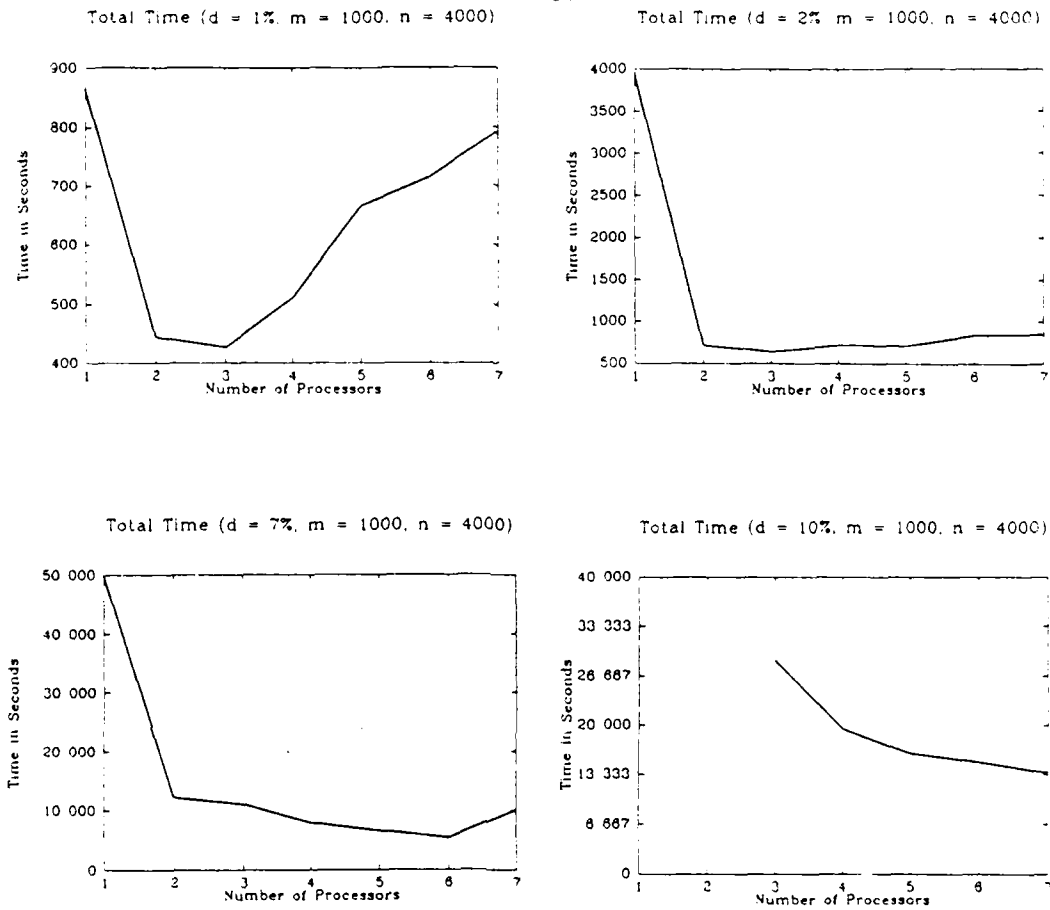 Total Time (d = 1%, m = 1000, n = 4000)
900
800
700
600
500
400
Time in Seconds
1 2 3 4 5 6 7
Number of Processors
Total Time (d = 2% m = 1000, n = 4000)
4000
3500
3000
2500
2000
1500
1000
500
Time in Seconds
1 2 3 4 5 6 7
Number of Processors
Total Time (d = 7%, m = 1000, n = 4000)
50 000
40 000
30 000
20 000
10 000
0
Time in Seconds
1 2 3 4 5 6 7
Number of Processors
Total Time (d = 10%, m = 1000, n = 4000)
40 000
33 333
26 667
20 000
13 333
6 667
0
Time in Seconds
1 2 3 4 5 6 7
Number of Processors